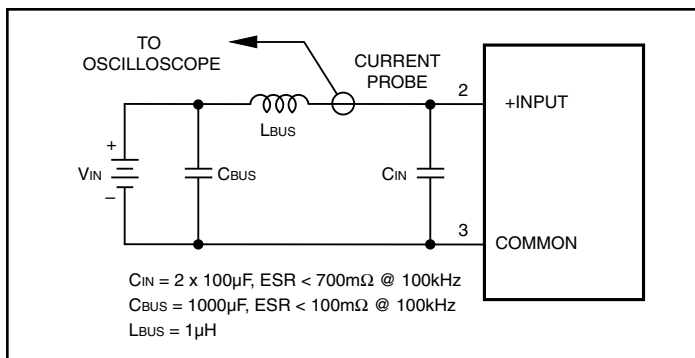 TO
OSCILLOSCOPE
CURRENT
PROBE
2
+INPUT
LBUS
+
VIN
–
CBUS
CIN
3
COMMON
CIN = 2 x 100µF, ESR < 700mΩ @ 100kHz
CBUS = 1000µF, ESR < 100mΩ @ 100kHz
LBUS = 1µH